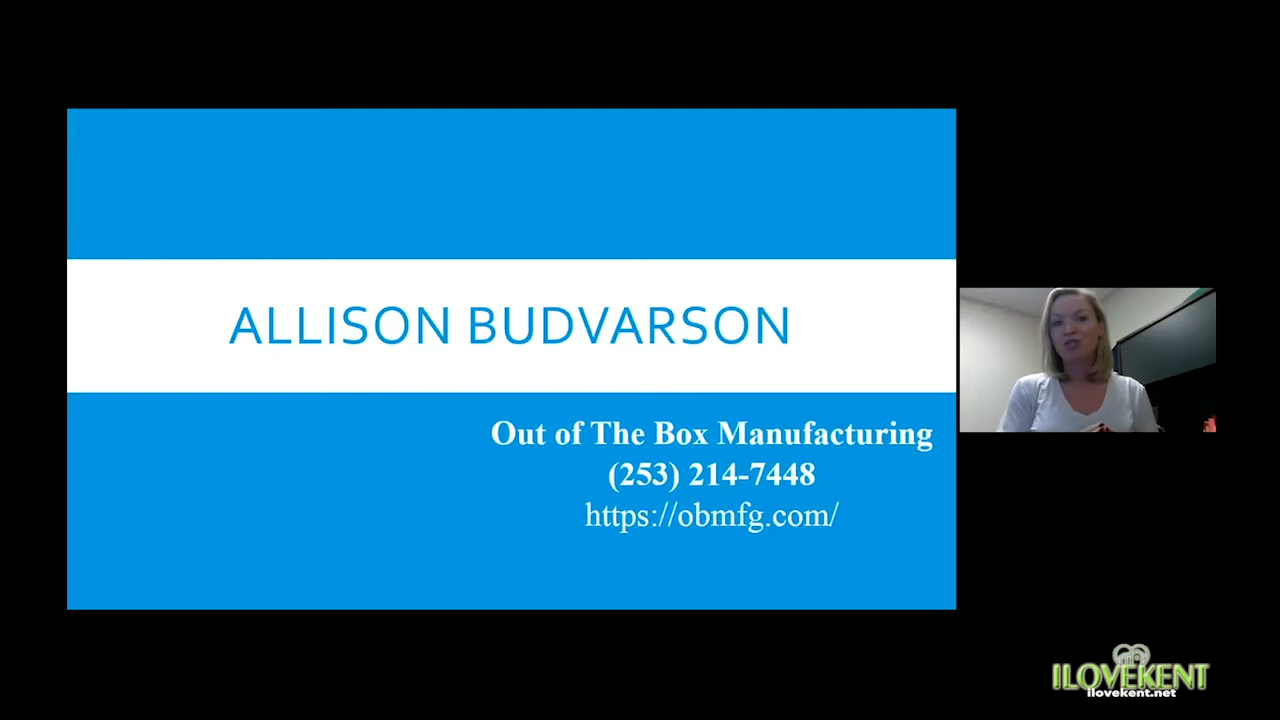 ALLISON BUDVARSON
Out of The Box Manufacturing
(253) 214-7448
https://obmfg.com/
ILOVEKENT
ilovekent.net